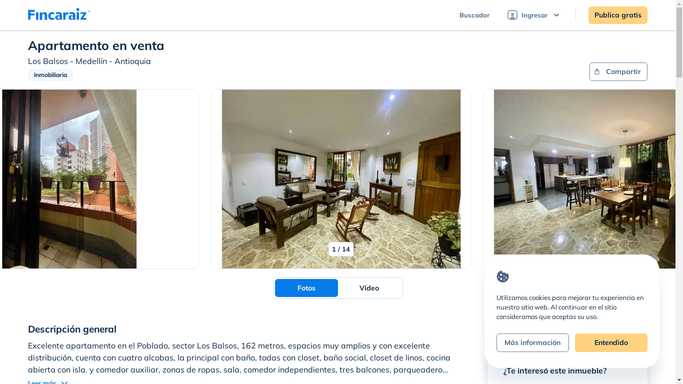 Fincaraiz
Buscador
Ingresar
Publica gratis
Apartamento en venta
Los Balsos - Medellín - Antioquia
Inmobiliaria
Compartir
1 / 14
Fotos
Video
Utilizamos cookies para mejorar tu experiencia en
nuestro sitio web. Al continuar en el sitio
consideramos que aceptas su uso.
Más información
Entendido
Descripción general
Excelente apartamento en el Poblado, sector Los Balsos, 162 metros, espacios muy amplios y con excelente
distribución, cuenta con cuatro alcobas, la principal con baño, todas con closet, baño social, closet de linos, cocina
abierta con isla. y comedor auxiliar, zonas de ropas, sala, comedor independientes, tres balcones, parqueadero...
Leer más
¿Te interesó este inmueble?